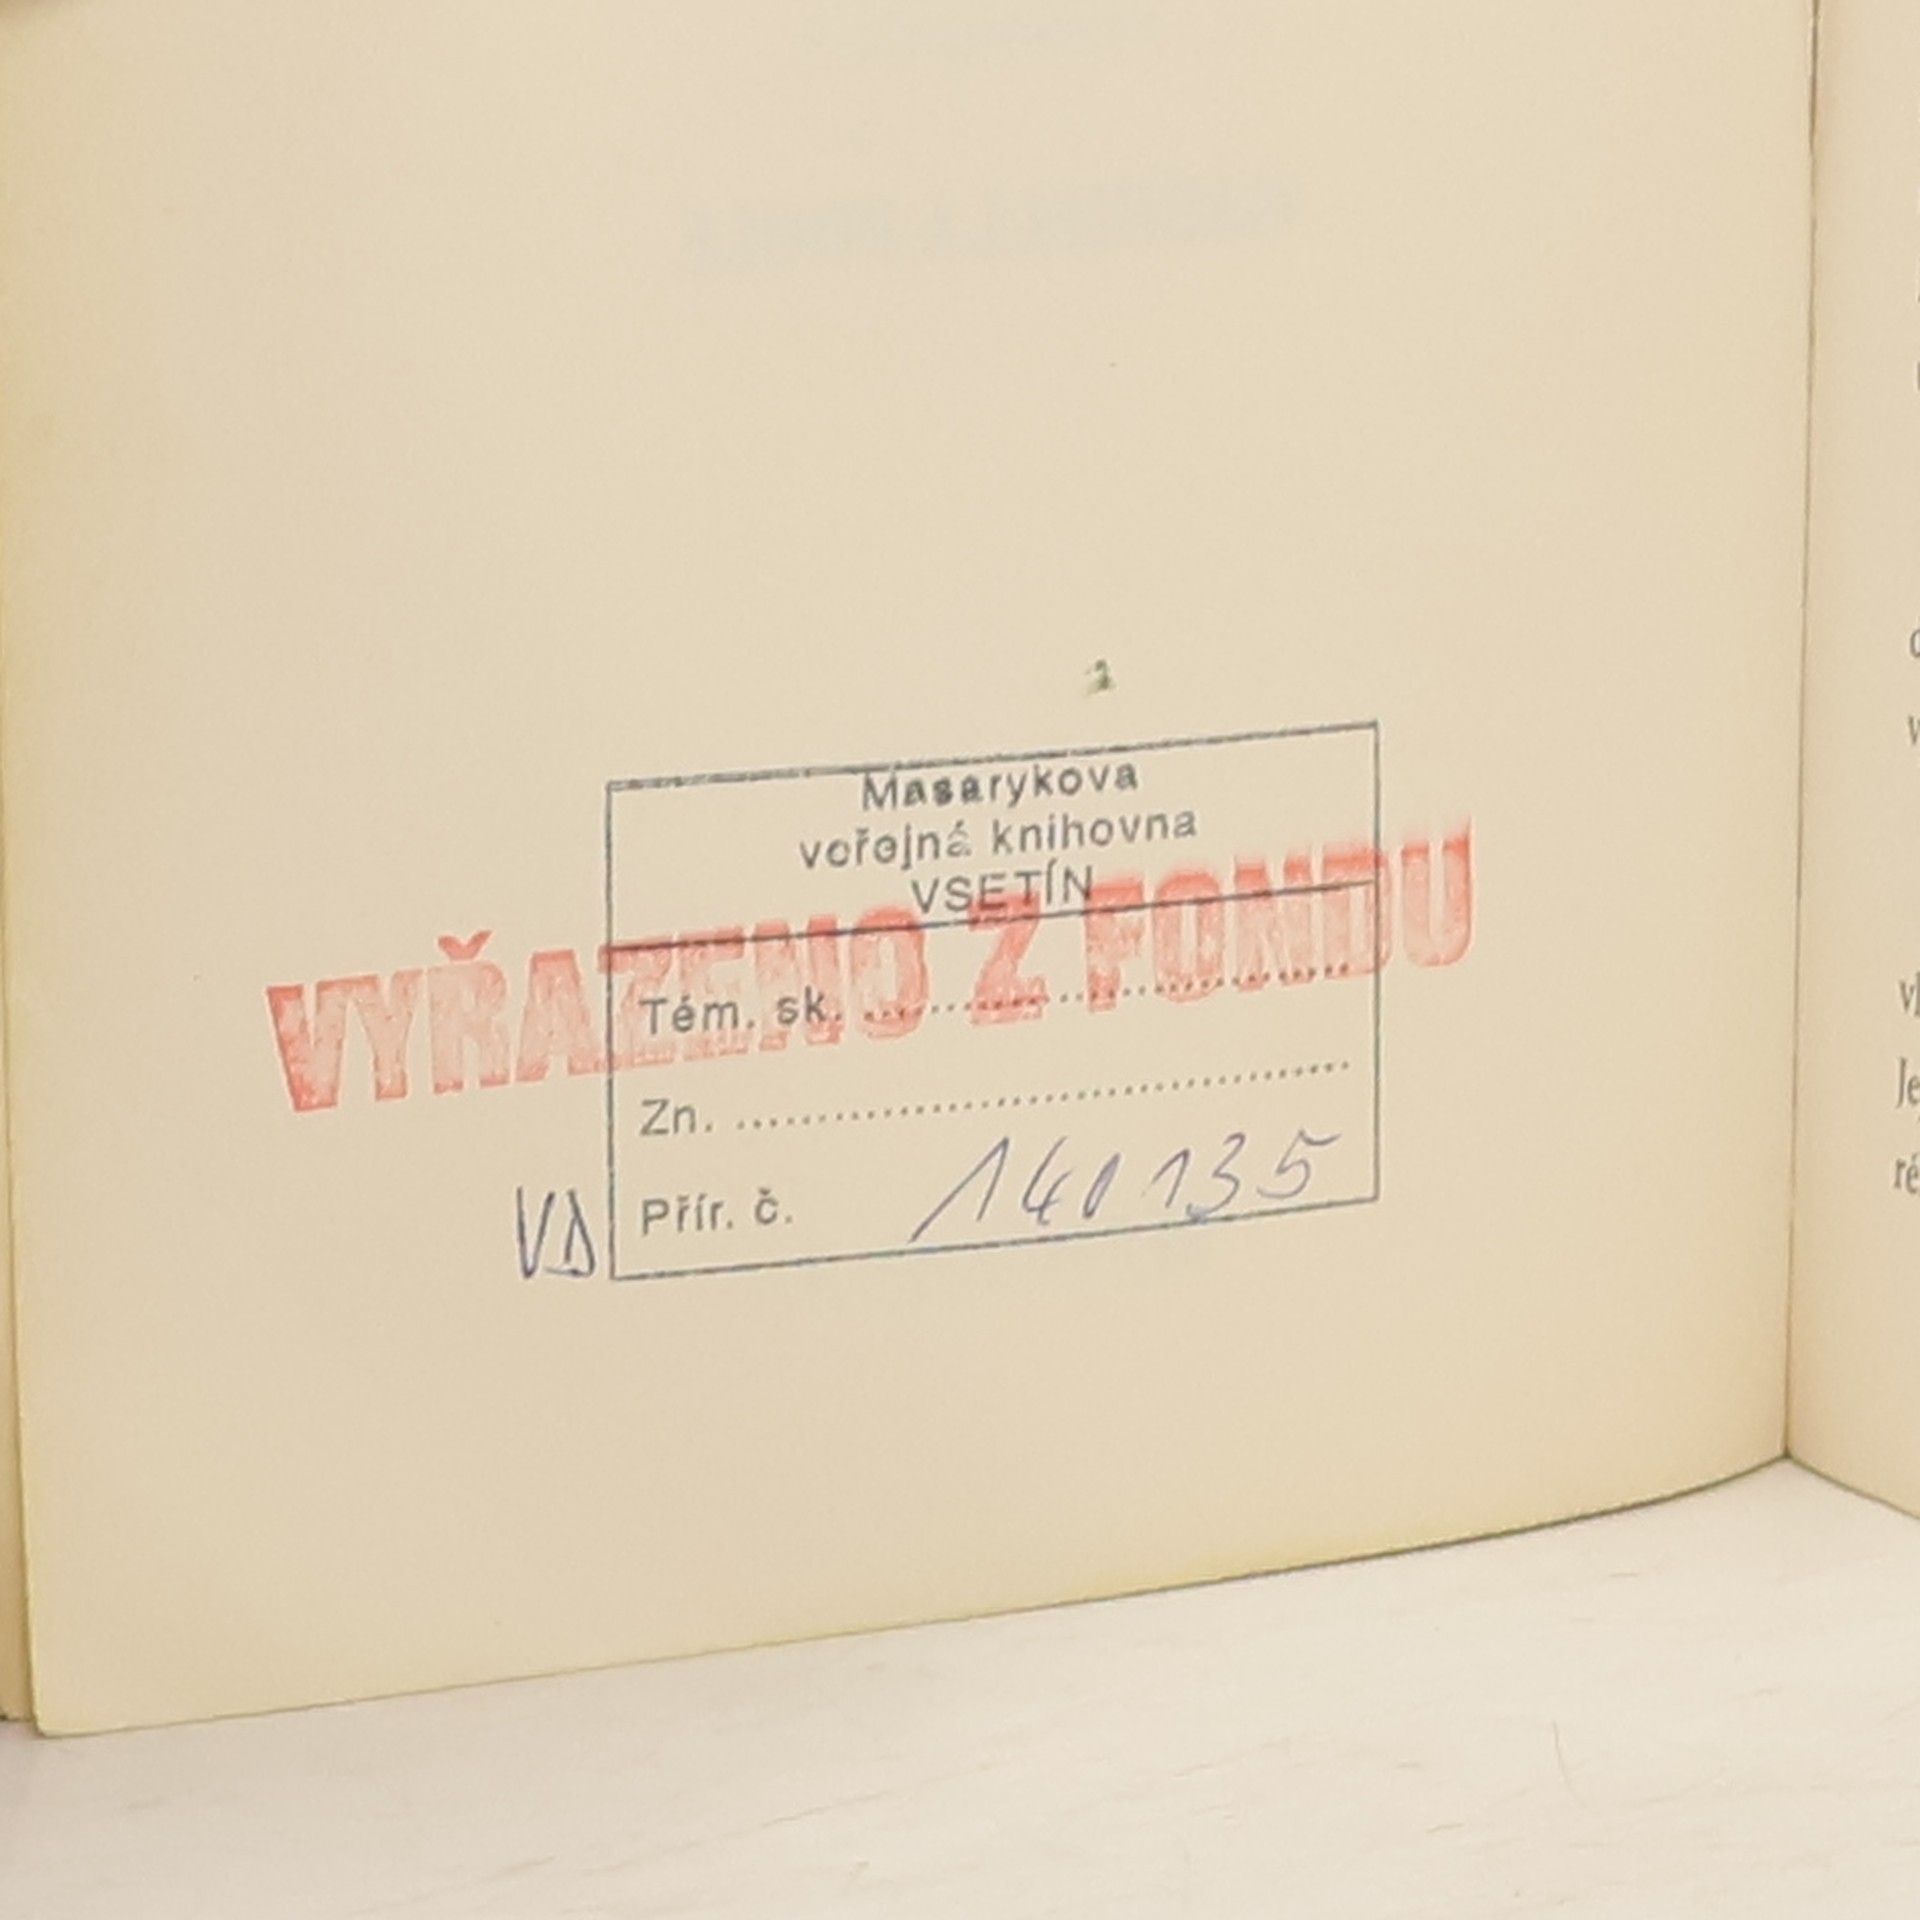 Masarykova
veřejná knihovna
VSETÍN
VYŘAZENO Z FONDU
Tém. sk.
Zn.
Přír. č. 140135